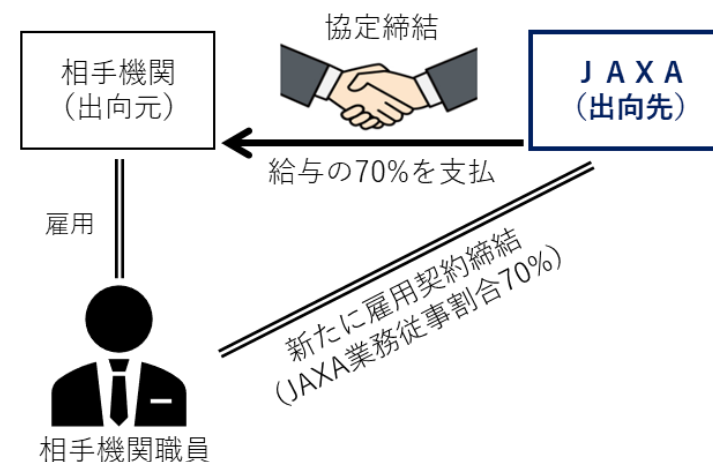 協定締結
相手機関
（出向元）
ＪＡＸＡ
（出向先）
給与の70%を支払
雇用
新たに雇用契約締結
（JAXA業務従事割合70%）
相手機関職員